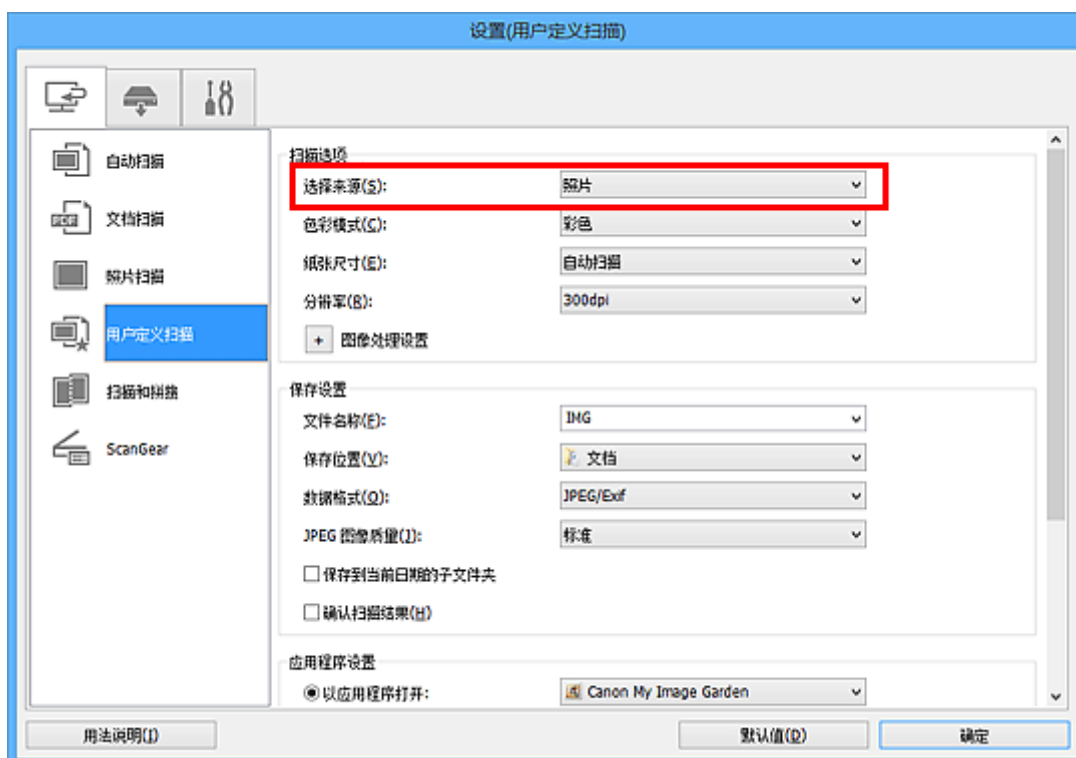 设置(用户定义扫描)
自动扫描
文档扫描
照片扫描
用户定义扫描
扫描和拼接
ScanGear
扫描选项
选择来源(S): 照片
色彩模式(C): 彩色
纸张尺寸(E): 自动扫描
分辨率(R): 300dpi
+ 图像处理设置
保存设置
文件名称(F): IMG
保存位置(V): 文档
数据格式(O): JPEG/Exif
JPEG 图像质量(J): 标准
保存到当前日期的子文件夹
确认扫描结果(H)
应用程序设置
以应用程序打开: Canon My Image Garden
用法说明(I) 默认值(D) 确定